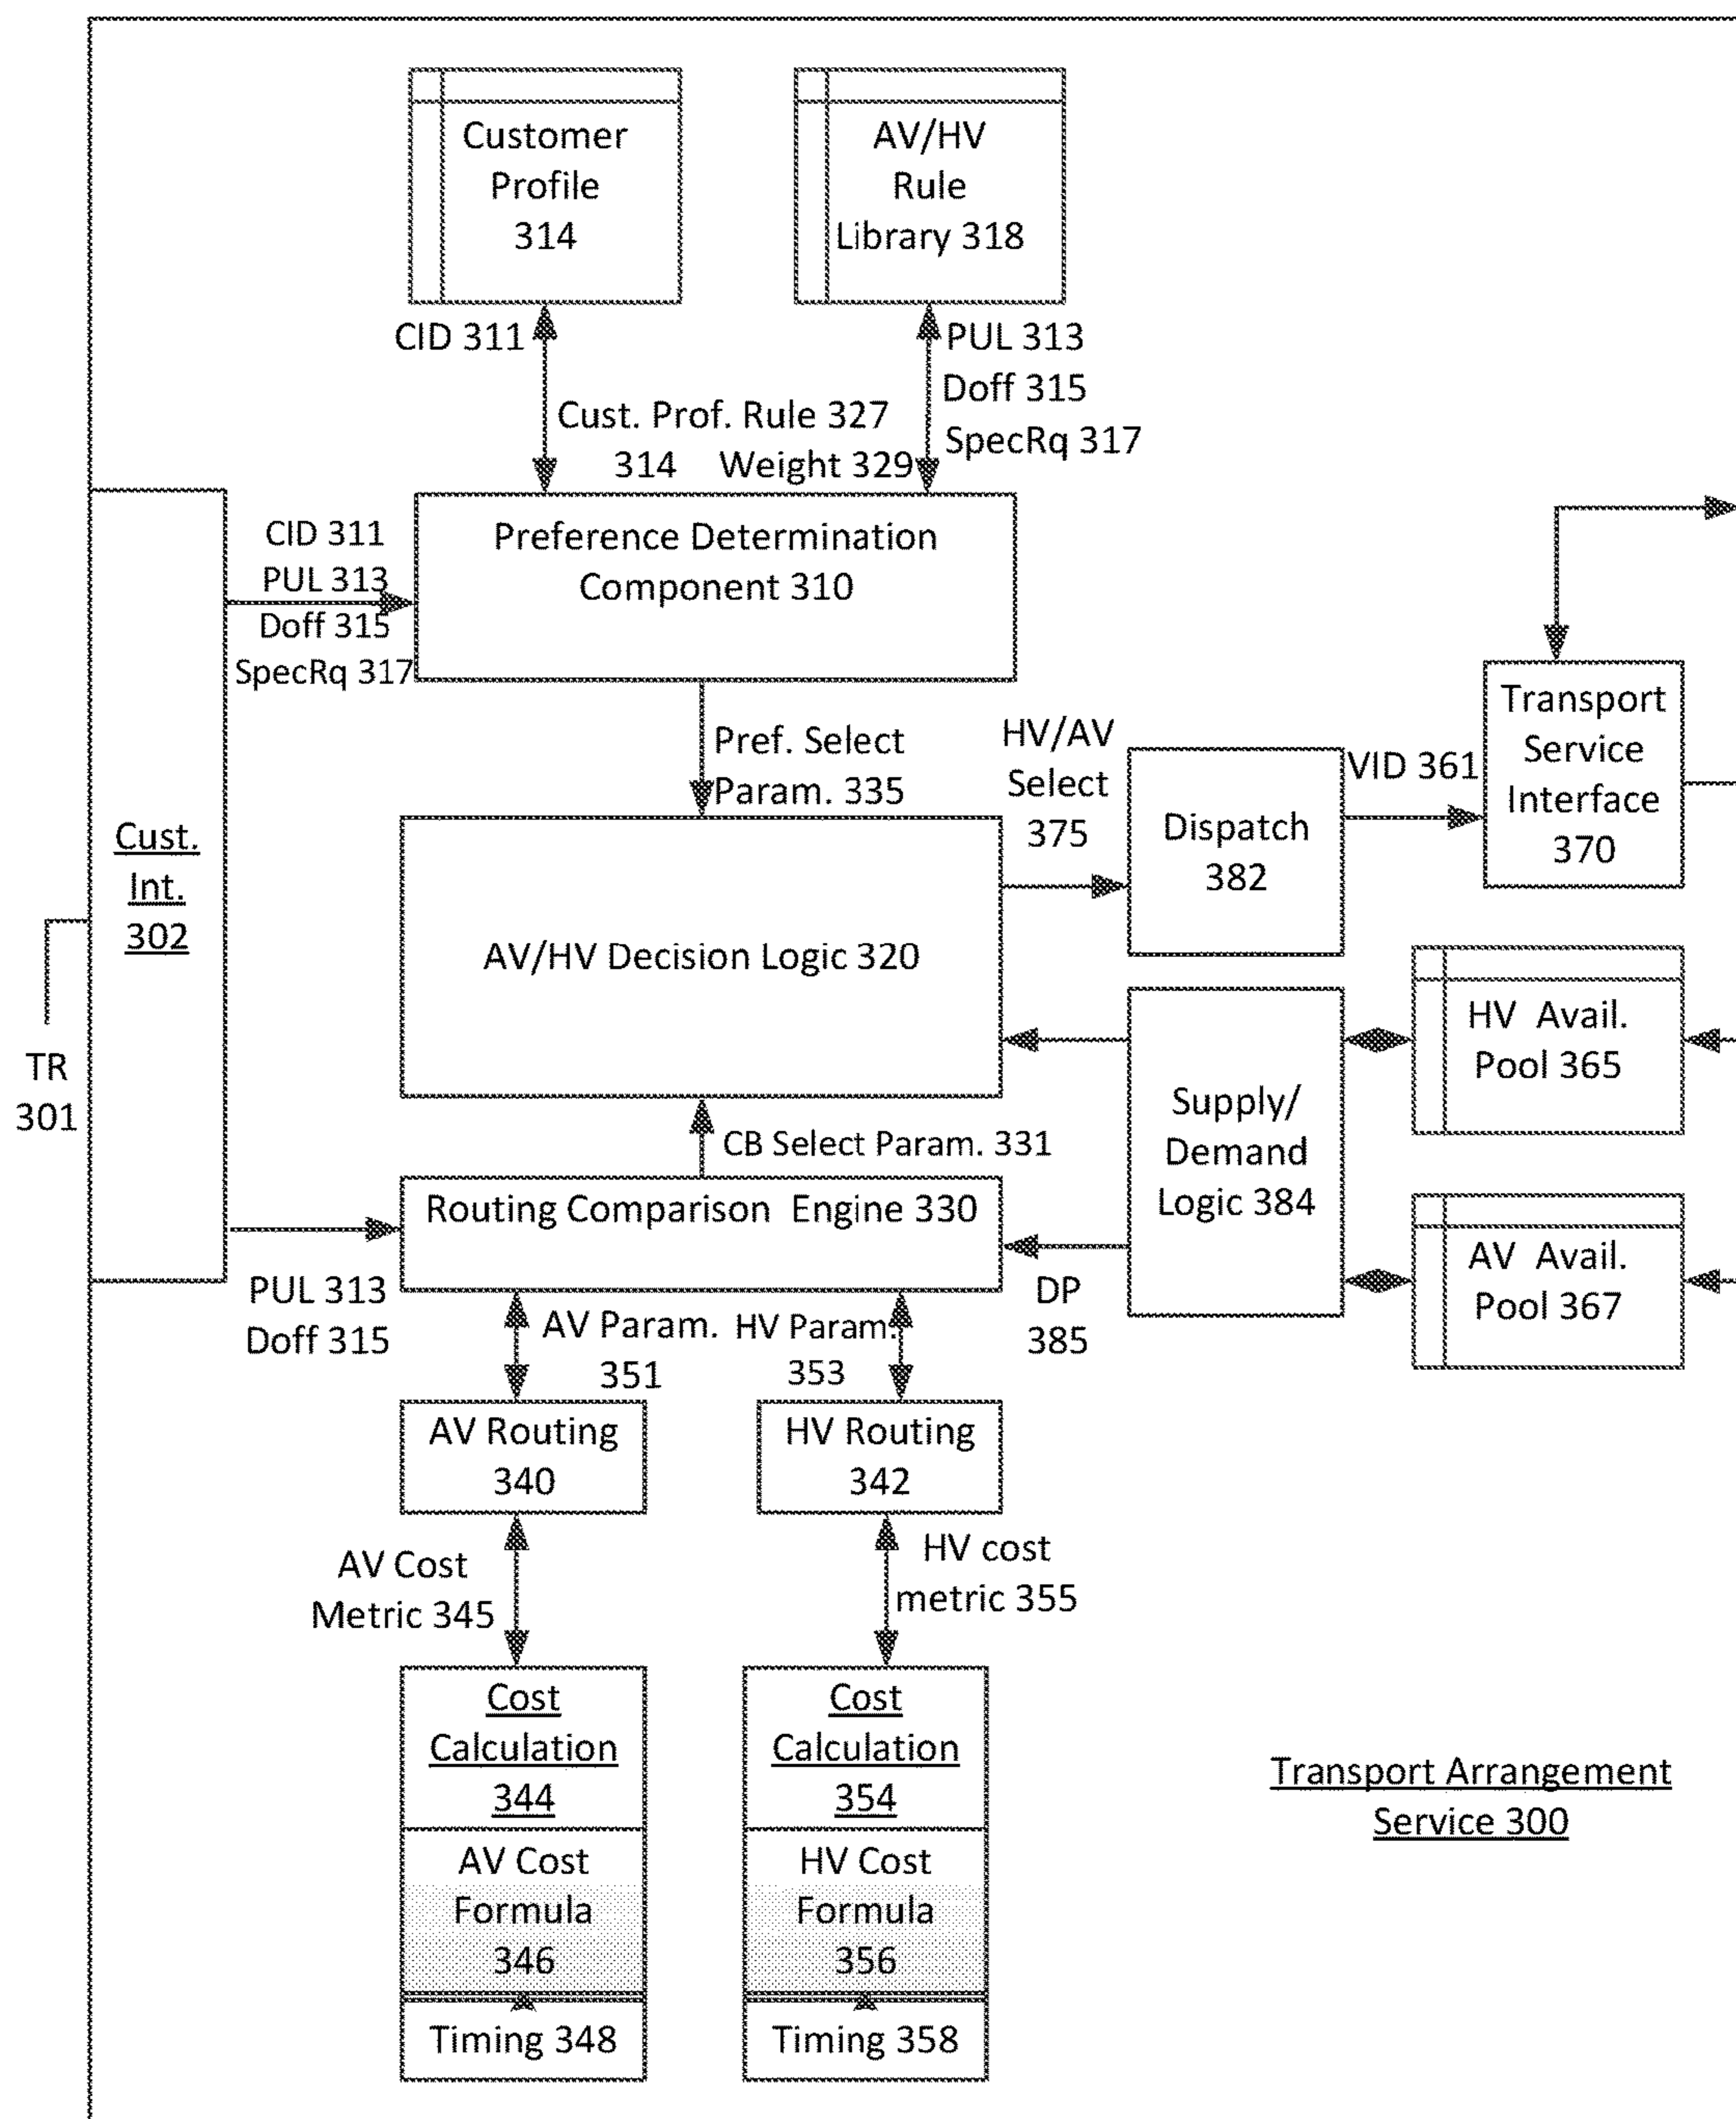 Customer
Profile
314
AV/HV
Rule
Library 318
CID 311
PUL 313
Doff 315
SpecRq 317
Cust. Prof. Rule 327
314 Weight 329
CID 311
PUL 313
Doff 315
SpecRq 317
Preference Determination
Component 310
Pref. Select
Param. 335
HV/AV
Select
375
VID 361
Transport
Service
Interface
370
Dispatch
382
Cust.
Int.
302
AV/HV Decision Logic 320
TR
301
HV Avail.
Pool 365
Supply/
Demand
Logic 384
CB Select Param. 331
Routing Comparison Engine 330
AV Avail.
Pool 367
PUL 313
Doff 315
DP
385
AV Param.
351
HV Param.
353
AV Routing
340
HV Routing
342
AV Cost
Metric 345
HV cost
metric 355
Cost
Calculation
344
Cost
Calculation
354
AV Cost
Formula
346
HV Cost
Formula
356
Timing 348
Timing 358
Transport Arrangement
Service 300